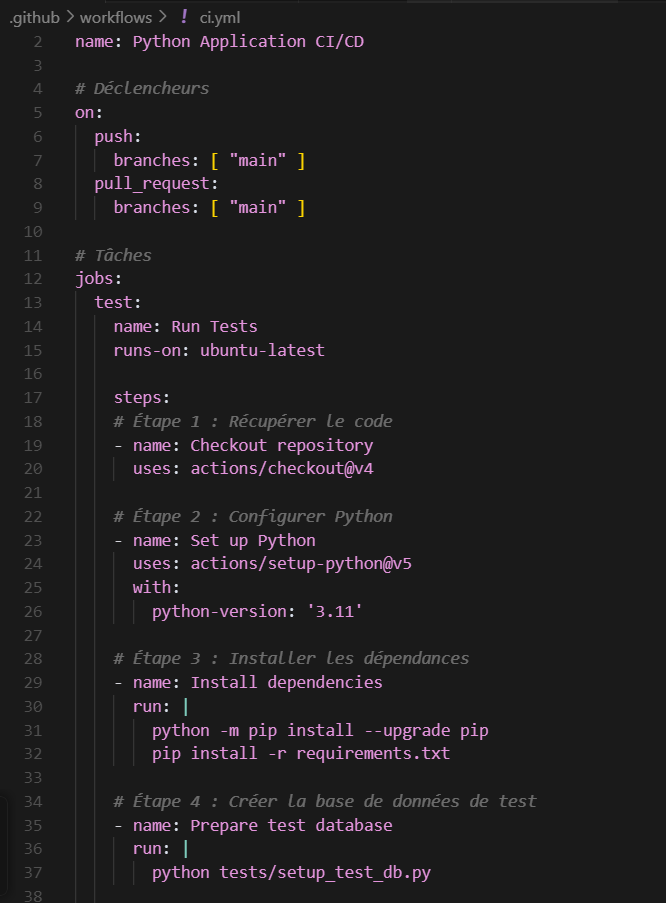 .github > workflows > ! ci.yml
2 name: Python Application CI/CD
3
4 # Déclencheurs
5 on:
6 push:
7 branches: [ "main" ]
8 pull_request:
9 branches: [ "main" ]
10
11 # Tâches
12 jobs:
13 test:
14 name: Run Tests
15 runs-on: ubuntu-latest
16
17 steps:
18 # Étape 1 : Récupérer le code
19 - name: Checkout repository
20 uses: actions/checkout@v4
21
22 # Étape 2 : Configurer Python
23 - name: Set up Python
24 uses: actions/setup-python@v5
25 with:
26 python-version: '3.11'
27
28 # Étape 3 : Installer les dépendances
29 - name: Install dependencies
30 run: |
31 python -m pip install --upgrade pip
32 pip install -r requirements.txt
33
34 # Étape 4 : Créer la base de données de test
35 - name: Prepare test database
36 run: |
37 python tests/setup_test_db.py
38